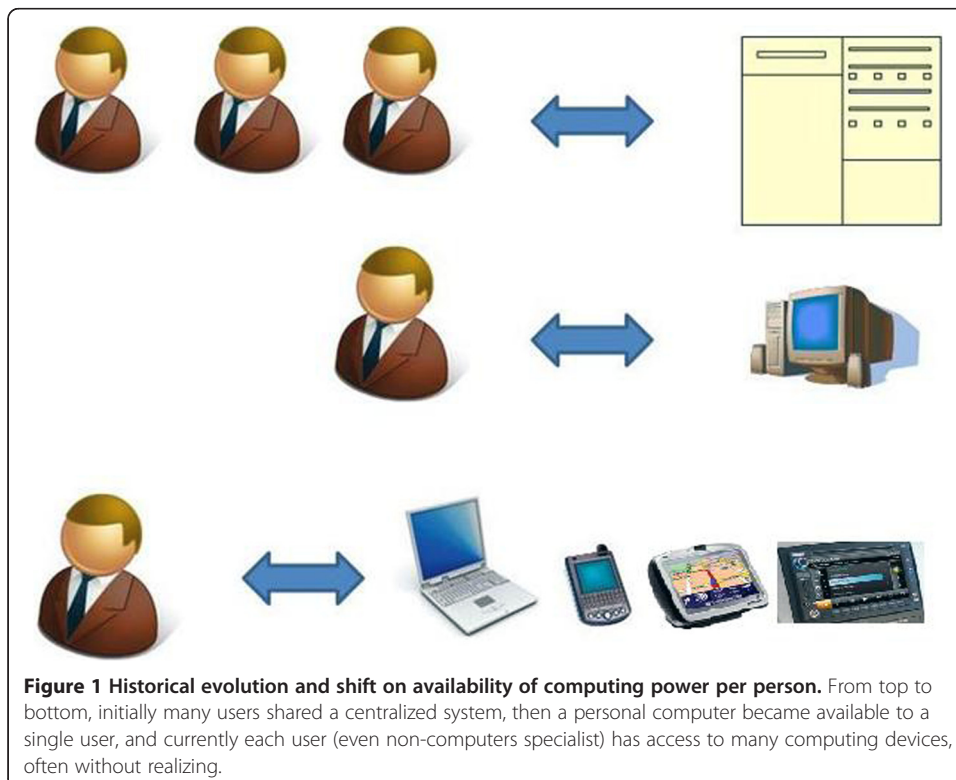 Figure 1 Historical evolution and shift on availability of computing power per person. From top to
bottom, initially many users shared a centralized system, then a personal computer became available to a
single user, and currently each user (even non-computers specialist) has access to many computing devices,
often without realizing.